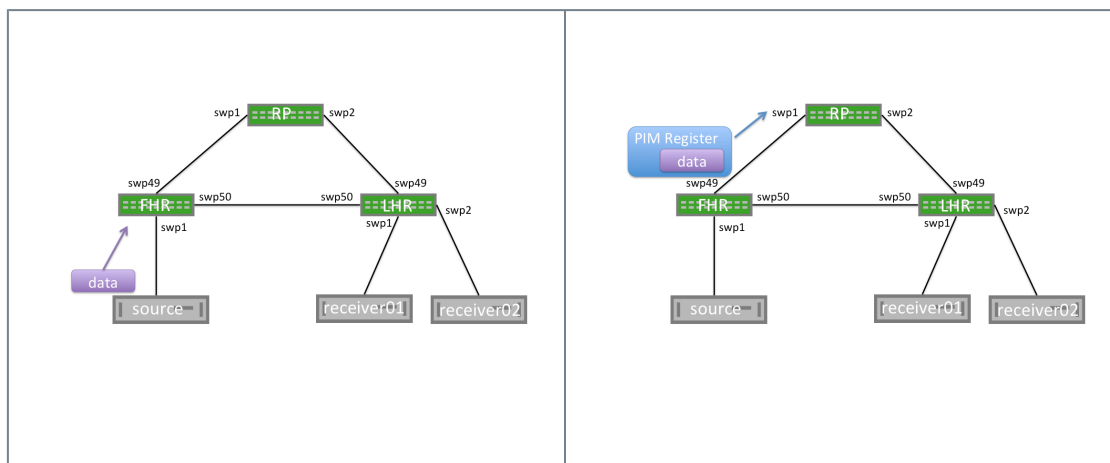 RP
swp1
swp2
swp49
swp49
FHR
swp50
swp50
LHR
swp1
swp1
swp2
data
source
receiver01
receiver02
RP
swp1
swp2
PIM Register
data
swp49
swp49
FHR
swp50
swp50
LHR
swp1
swp1
swp2
source
receiver01
receiver02